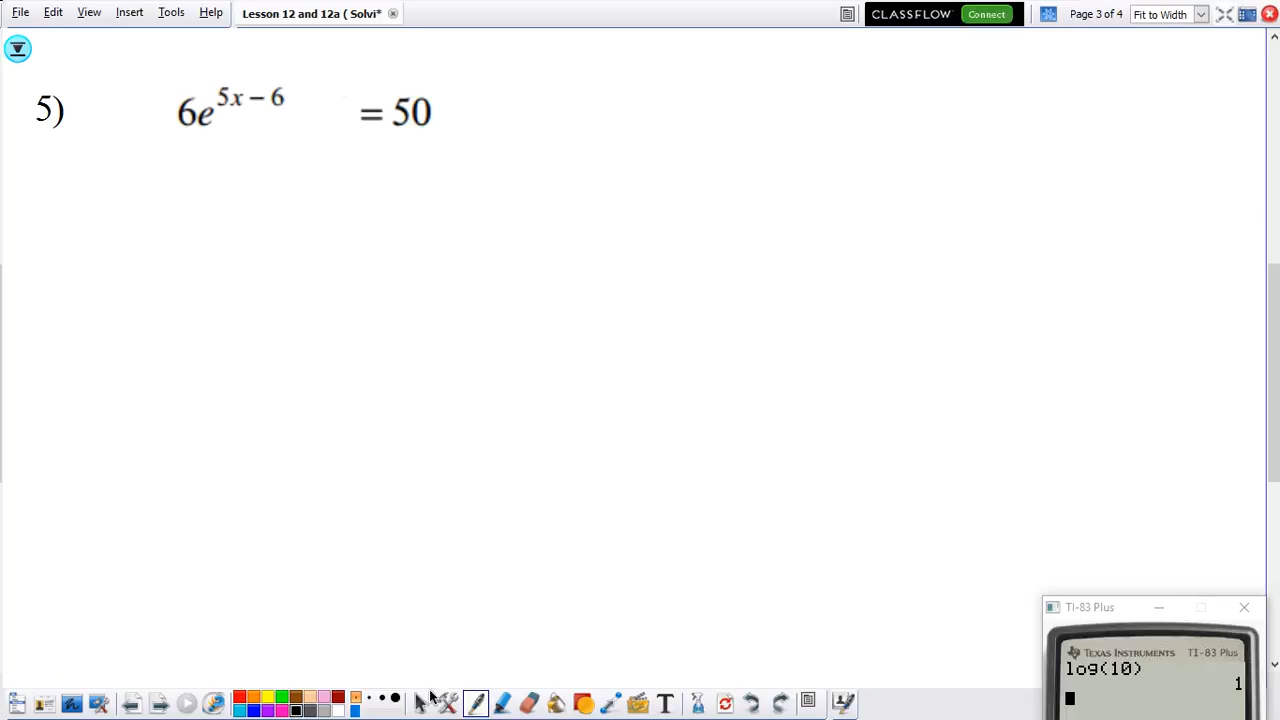 File Edit View Insert Tools Help Lesson 12 and 12a ( Solvi* CLASSFLOW Connect Page 3 of 4 Fit to Width
5) 6e^{5x – 6} = 50
TI-83 Plus
TEXAS INSTRUMENTS TI-83 Plus
log(10)
1
T